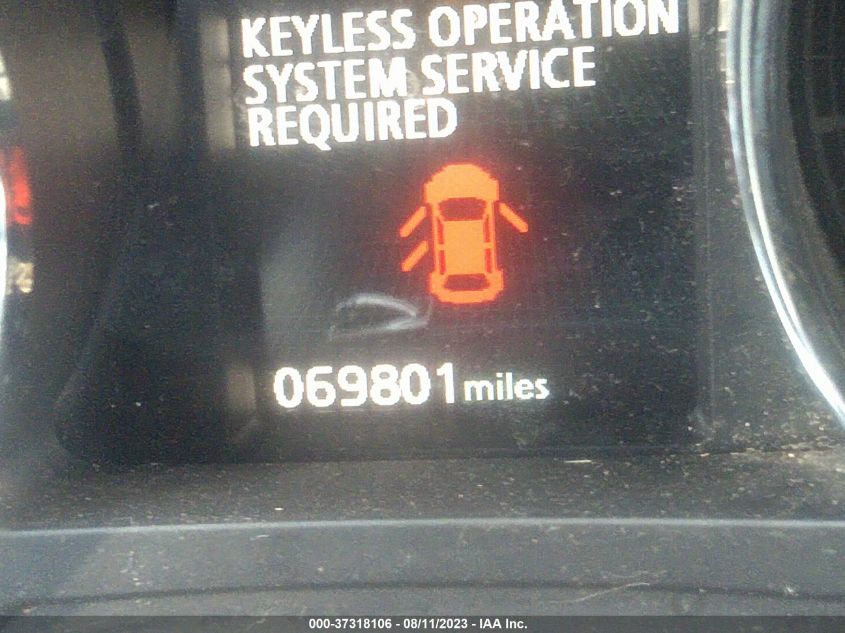 KEYLESS OPERATION
SYSTEM SERVICE
REQUIRED
069801 miles
000-37318106 - 08/11/2023 - IAA Inc.